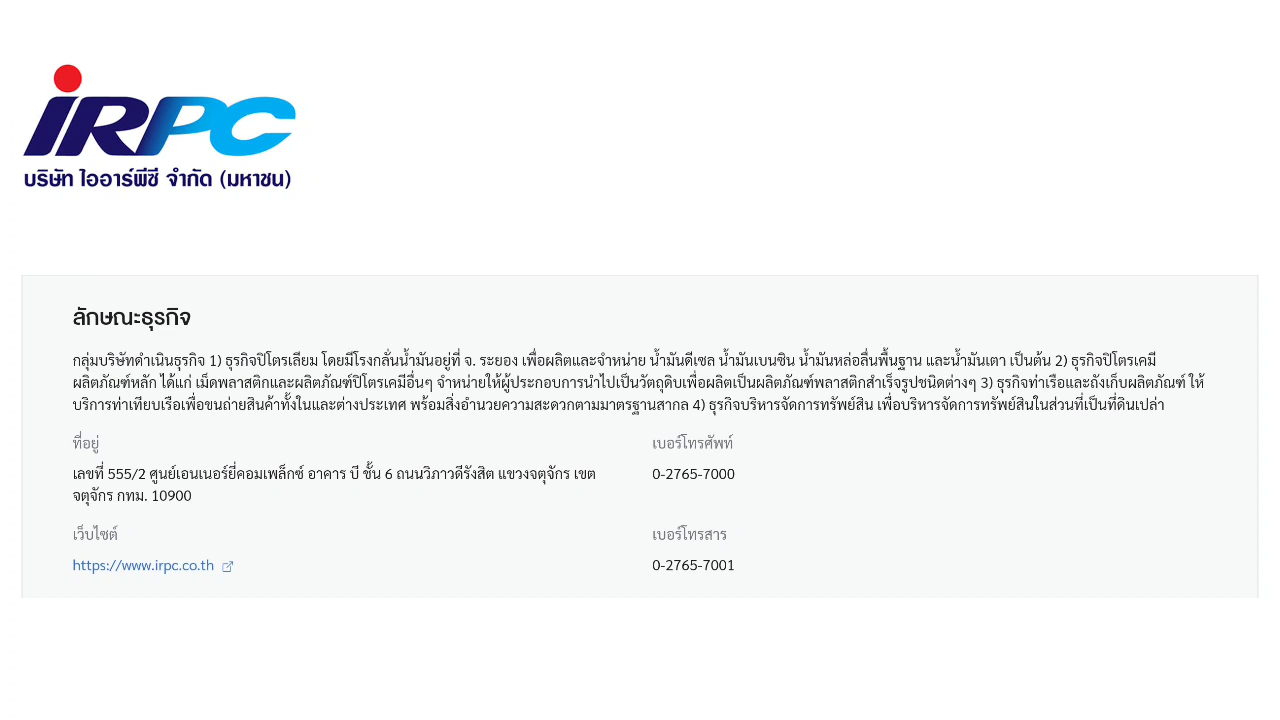 iRPC
บริษัท ไออาร์พีซี จำกัด (มหาชน)
ลักษณะธุรกิจ
กลุ่มบริษัทดำเนินธุรกิจ 1) ธุรกิจปิโตรเลียม โดยมีโรงกลั่นน้ำมันอยู่ที่ จ. ระยอง เพื่อผลิตและจำหน่าย น้ำมันดีเซล น้ำมันเบนซิน น้ำมันหล่อลื่นพื้นฐาน และน้ำมันเตา เป็นต้น 2) ธุรกิจปิโตรเคมี
ผลิตภัณฑ์หลัก ได้แก่ เม็ดพลาสติกและผลิตภัณฑ์ปิโตรเคมีอื่นๆ จำหน่ายให้ผู้ประกอบการนำไปเป็นวัตถุดิบเพื่อผลิตเป็นผลิตภัณฑ์พลาสติกสำเร็จรูปชนิดต่างๆ 3) ธุรกิจท่าเรือและถังเก็บผลิตภัณฑ์ ให้
บริการท่าเทียบเรือเพื่อขนถ่ายสินค้าทั้งในและต่างประเทศ พร้อมสิ่งอำนวยความสะดวกตามมาตรฐานสากล 4) ธุรกิจบริหารจัดการทรัพย์สิน เพื่อบริหารจัดการทรัพย์สินในส่วนที่เป็นที่ดินเปล่า
ที่อยู่
เลขที่ 555/2 ศูนย์เอนเนอร์ยี่คอมเพล็กซ์ อาคาร บี ชั้น 6 ถนนวิภาวดีรังสิต แขวงจตุจักร เขต
จตุจักร กทม. 10900
เบอร์โทรศัพท์
0-2765-7000
เว็บไซต์
https://www.irpc.co.th
เบอร์โทรสาร
0-2765-7001